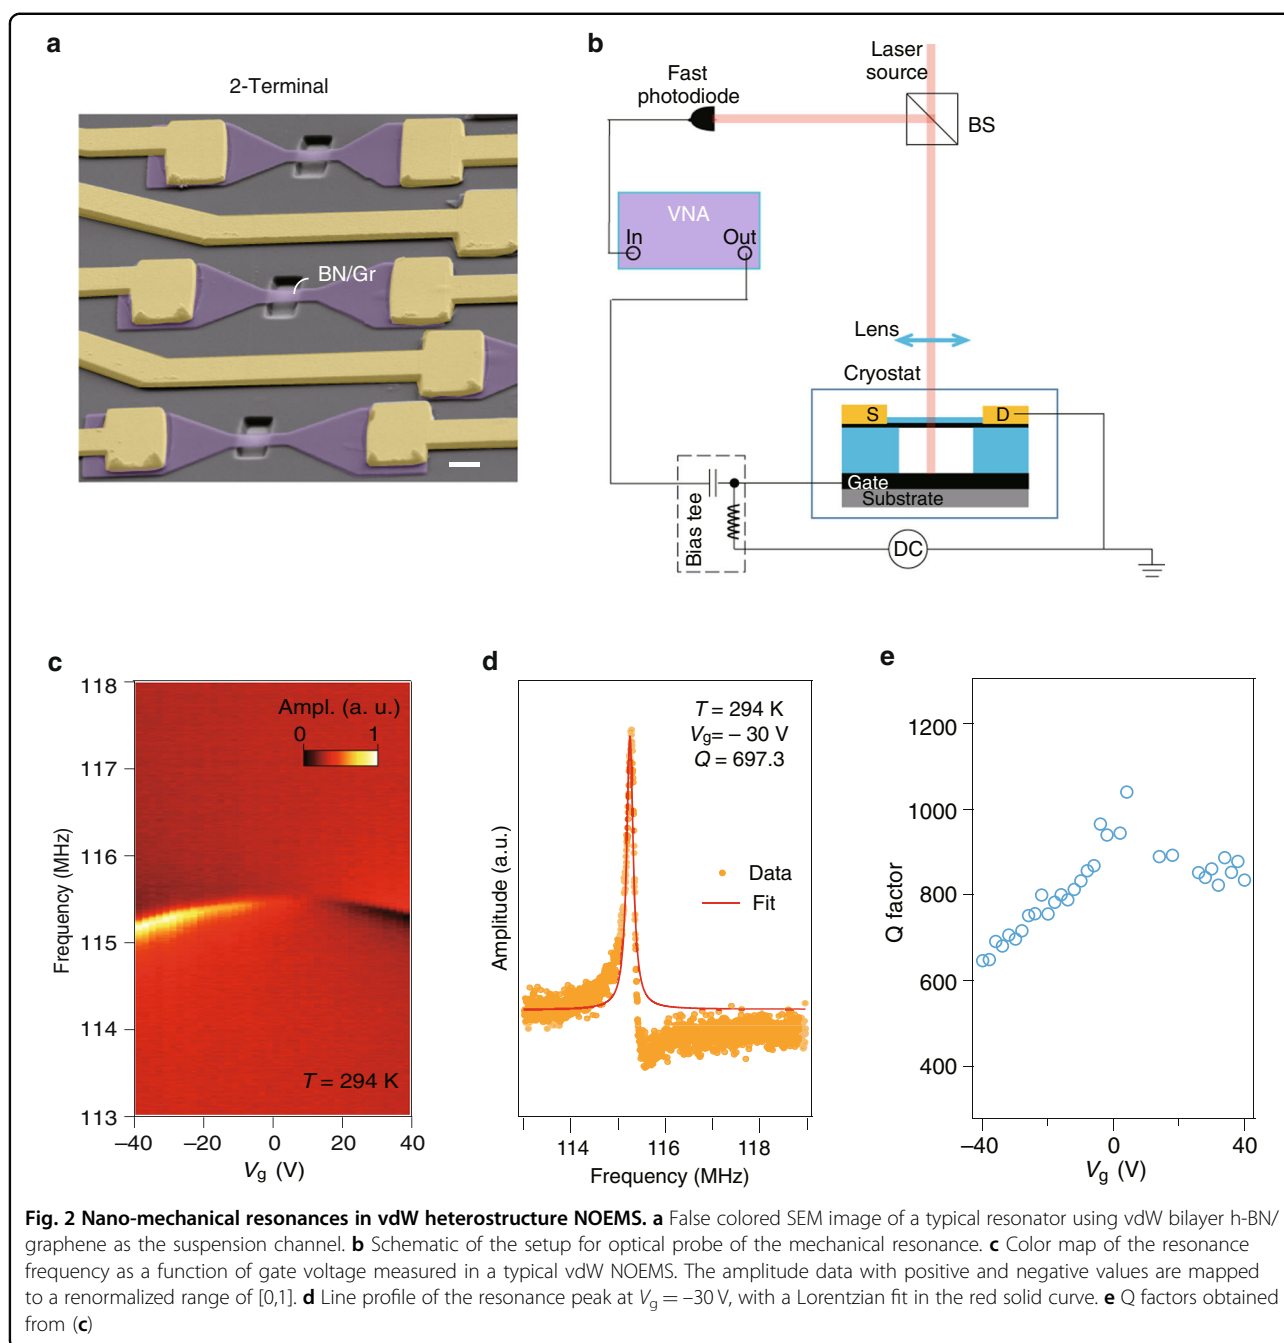 a
2-Terminal
BN/Gr
b
Laser
source
Fast
photodiode
BS
VNA
In
Out
Lens
Cryostat
S
D
Gate
Substrate
Bias tee
DC
c
118
117
116
115
114
113
Frequency (MHz)
Ampl. (a. u.)
0 1
T = 294 K
−40 −20 0 20 40
Vg (V)
d
T = 294 K
Vg= − 30 V
Q = 697.3
Data
Fit
Amplitude (a.u.)
114 116 118
Frequency (MHz)
e
1200
1000
800
600
400
Q factor
−40 0 40
Vg (V)
Fig. 2 Nano-mechanical resonances in vdW heterostructure NOEMS. a False colored SEM image of a typical resonator using vdW bilayer h-BN/
graphene as the suspension channel. b Schematic of the setup for optical probe of the mechanical resonance. c Color map of the resonance
frequency as a function of gate voltage measured in a typical vdW NOEMS. The amplitude data with positive and negative values are mapped
to a renormalized range of [0,1]. d Line profile of the resonance peak at Vg = −30 V, with a Lorentzian fit in the red solid curve. e Q factors obtained
from (c)